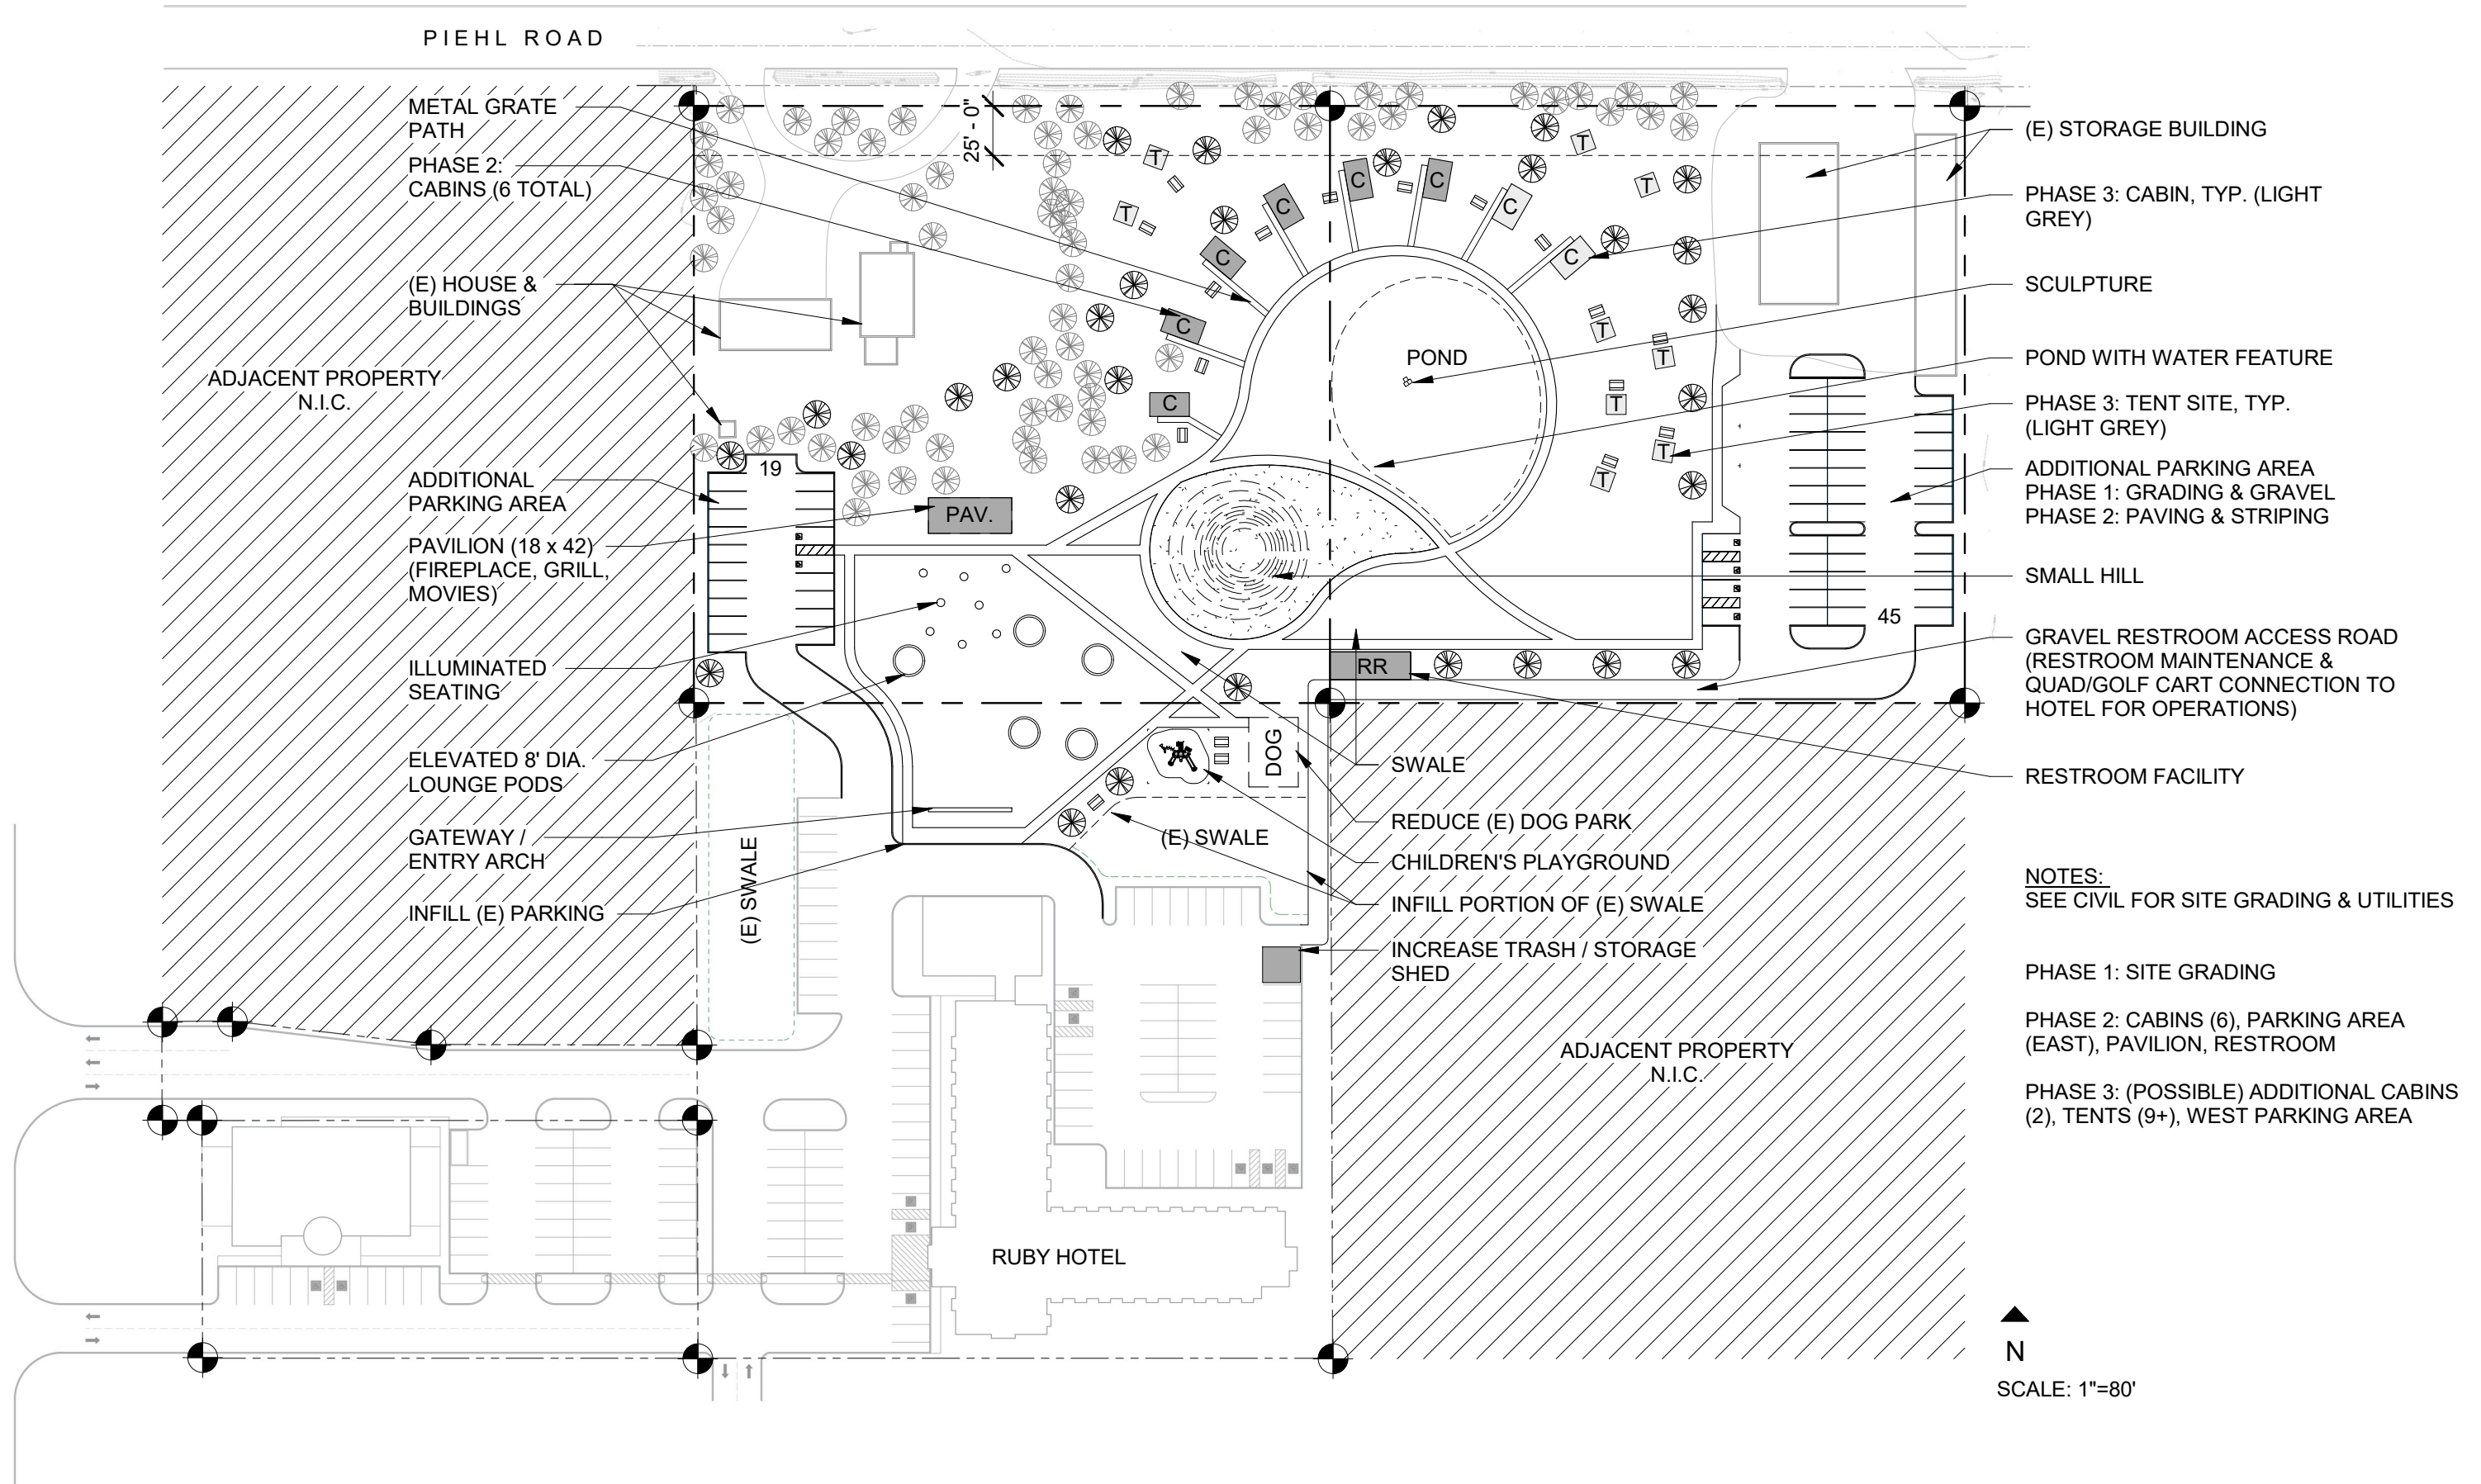 PIEHL ROAD
METAL GRATE
PATH
PHASE 2:
CABINS (6 TOTAL)
(E) HOUSE &
BUILDINGS
ADJACENT PROPERTY
N.I.C.
ADDITIONAL
PARKING AREA
PAVILION (18 x 42)
(FIREPLACE, GRILL,
MOVIES)
ILLUMINATED
SEATING
ELEVATED 8' DIA.
LOUNGE PODS
GATEWAY /
ENTRY ARCH
INFILL (E) PARKING
25' - 0"
T
T
T
T
C
C
C
C
C
C
C
C
POND
T
T
T
T
T
19
PAV.
45
RR
DOG
(E) SWALE
(E) SWALE
SWALE
REDUCE (E) DOG PARK
CHILDREN'S PLAYGROUND
INFILL PORTION OF (E) SWALE
INCREASE TRASH / STORAGE
SHED
ADJACENT PROPERTY
N.I.C.
RUBY HOTEL
(E) STORAGE BUILDING
PHASE 3: CABIN, TYP. (LIGHT
GREY)
SCULPTURE
POND WITH WATER FEATURE
PHASE 3: TENT SITE, TYP.
(LIGHT GREY)
ADDITIONAL PARKING AREA
PHASE 1: GRADING & GRAVEL
PHASE 2: PAVING & STRIPING
SMALL HILL
GRAVEL RESTROOM ACCESS ROAD
(RESTROOM MAINTENANCE &
QUAD/GOLF CART CONNECTION TO
HOTEL FOR OPERATIONS)
RESTROOM FACILITY
NOTES:
SEE CIVIL FOR SITE GRADING & UTILITIES
PHASE 1: SITE GRADING
PHASE 2: CABINS (6), PARKING AREA
(EAST), PAVILION, RESTROOM
PHASE 3: (POSSIBLE) ADDITIONAL CABINS
(2), TENTS (9+), WEST PARKING AREA
N
SCALE: 1"=80'